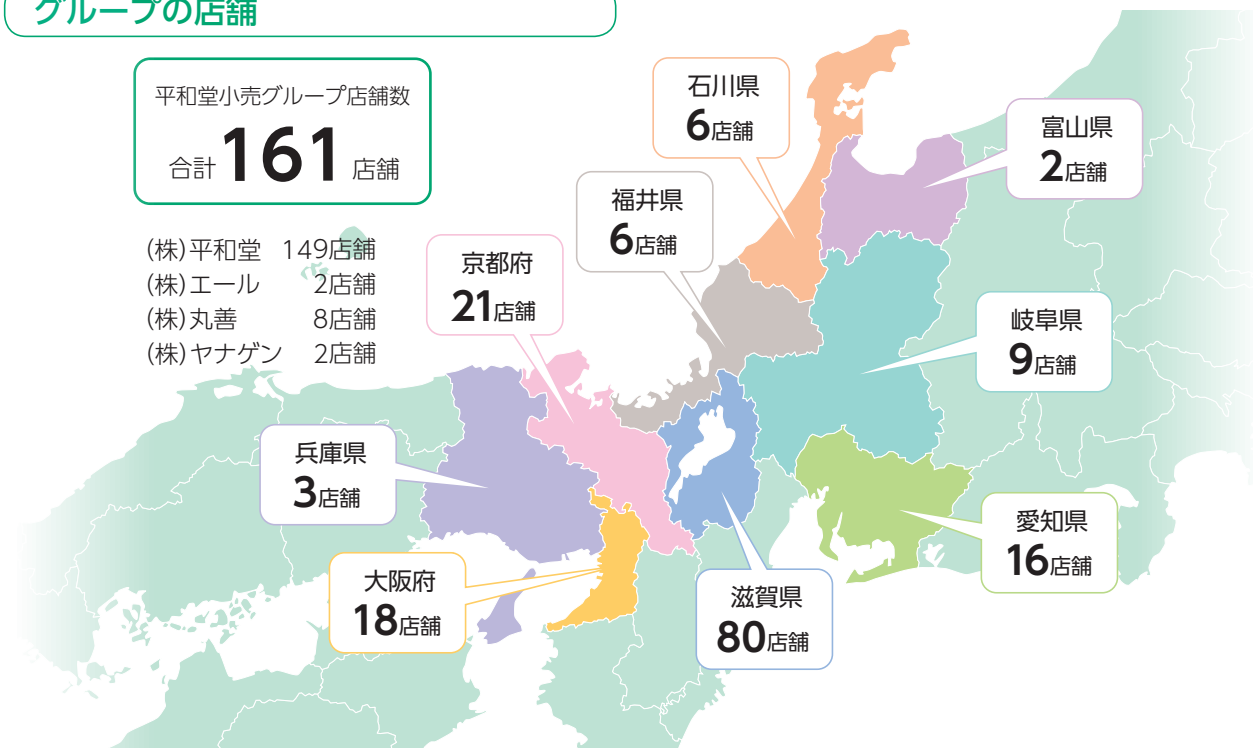 グループの店舗
平和堂小売グループ店舗数
合計161店舗
(株)平和堂 149店舗
(株)エール 2店舗
(株)丸善 8店舗
(株)ヤナゲン 2店舗
石川県
6店舗
富山県
2店舗
福井県
6店舗
京都府
21店舗
岐阜県
9店舗
兵庫県
3店舗
愛知県
16店舗
大阪府
18店舗
滋賀県
80店舗